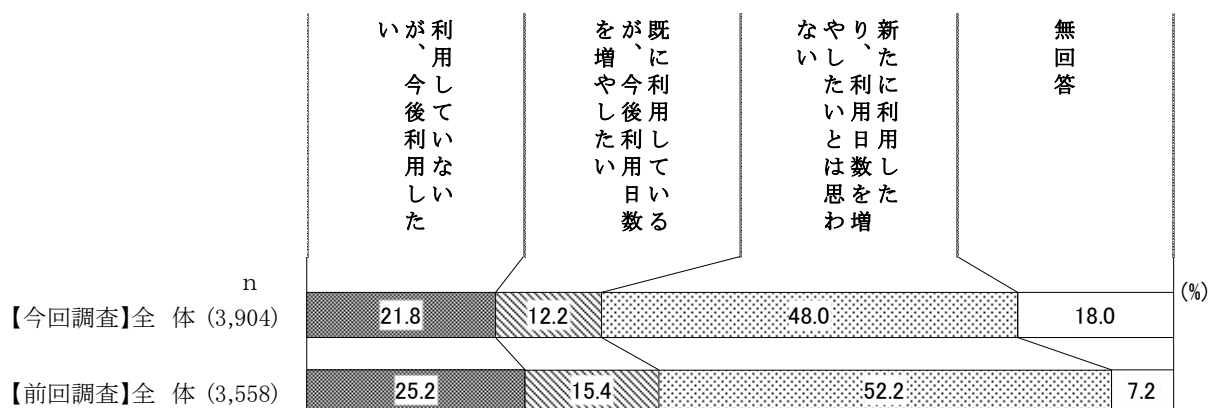 利用していない
が、今後利用した
い
既に利用している
が、今後利用日数
を増やしたい
新たに利用した
り、利用日数を増
やしたいとは思わ
ない
無回答
n
(%)
【今回調査】全 体 (3,904)
21.8
12.2
48.0
18.0
【前回調査】全 体 (3,558)
25.2
15.4
52.2
7.2